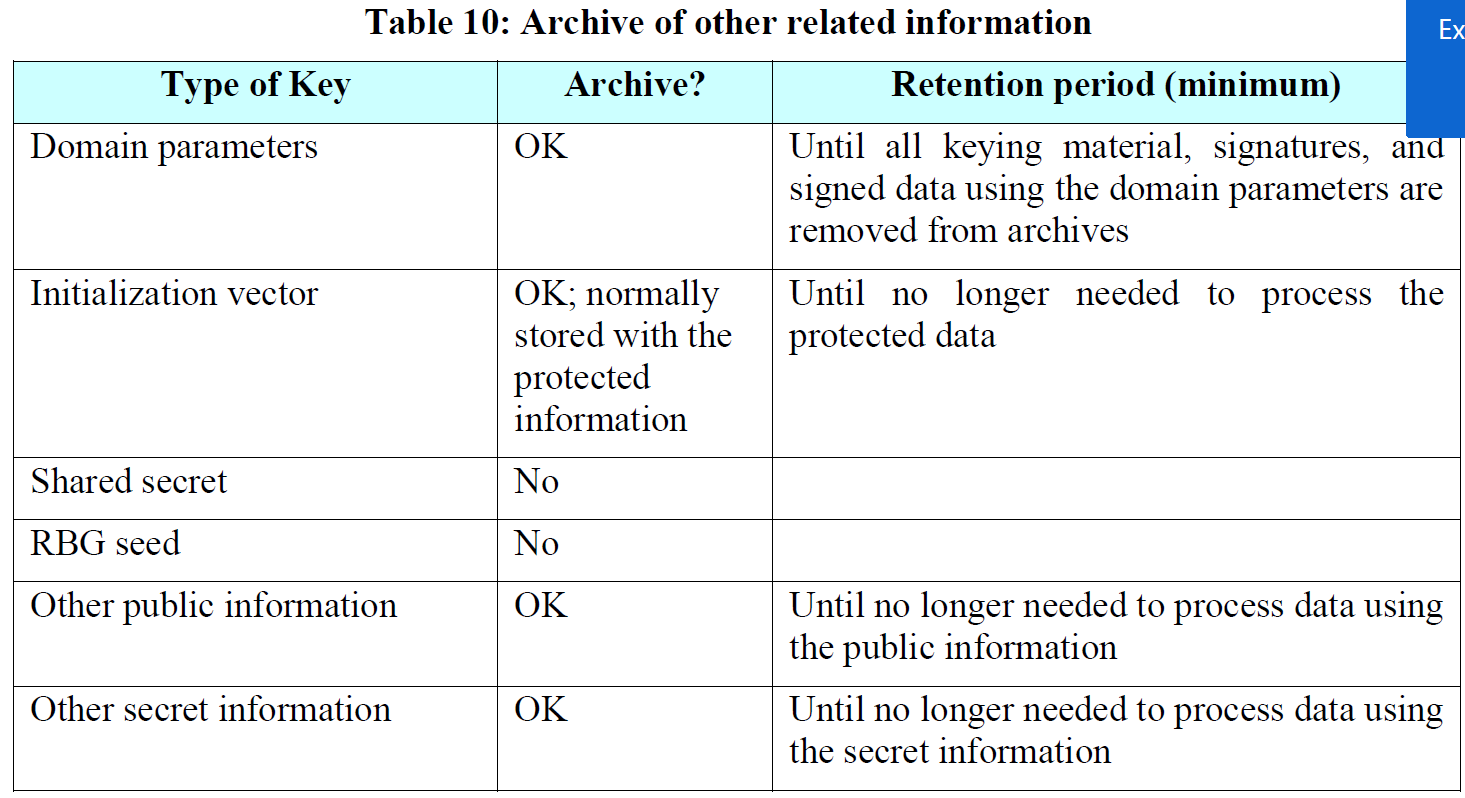 Table 10: Archive of other related information
Ex
Type of Key
Archive?
Retention period (minimum)
Domain parameters
OK
Until all keying material, signatures, and
signed data using the domain parameters are
removed from archives
Initialization vector
OK; normally
stored with the
protected
information
Until no longer needed to process the
protected data
Shared secret
No
RBG seed
No
Other public information
OK
Until no longer needed to process data using
the public information
Other secret information
OK
Until no longer needed to process data using
the secret information